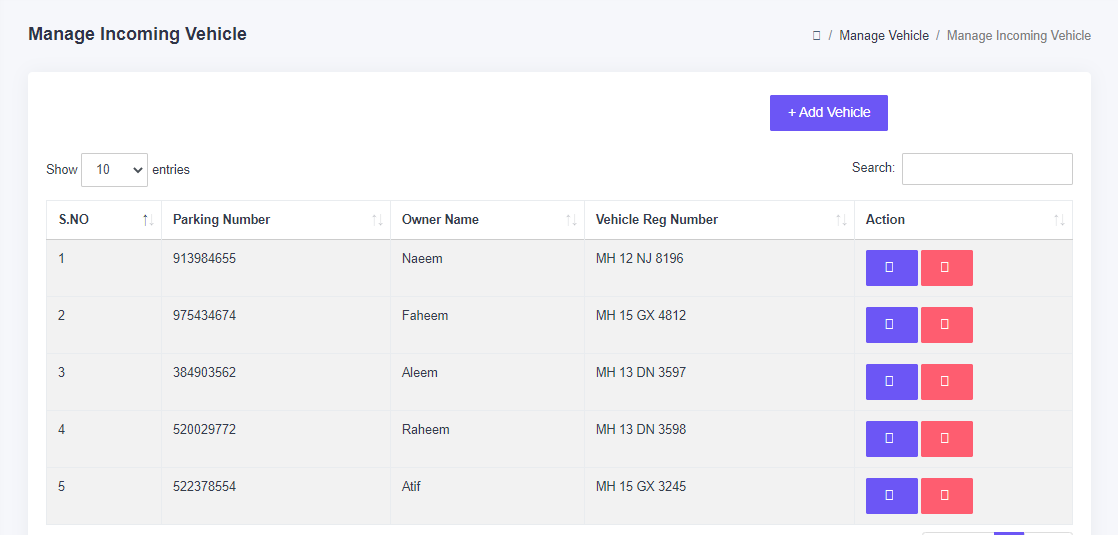 Manage Incoming Vehicle
/ Manage Vehicle / Manage Incoming Vehicle
+ Add Vehicle
Show 10 entries
Search:
S.NO Parking Number Owner Name Vehicle Reg Number Action
1 913984655 Naeem MH 12 NJ 8196
2 975434674 Faheem MH 15 GX 4812
3 384903562 Aleem MH 13 DN 3597
4 520029772 Raheem MH 13 DN 3598
5 522378554 Atif MH 15 GX 3245